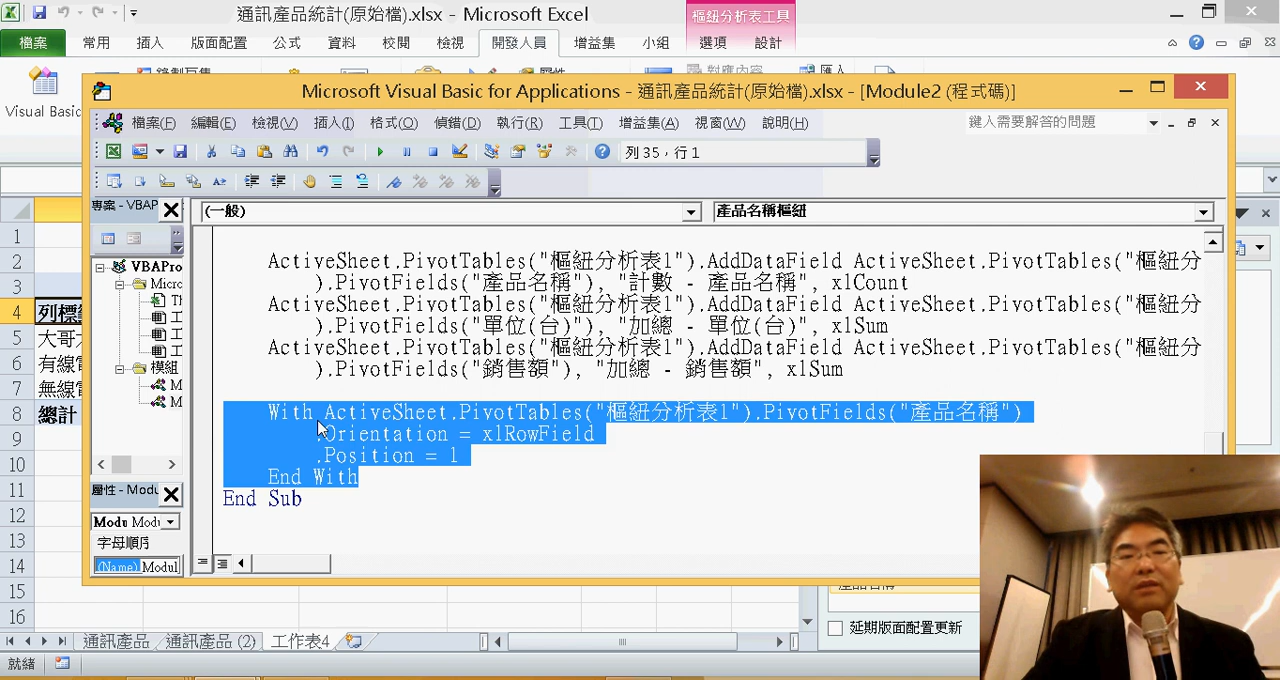 通訊產品統計(原始檔).xlsx - Microsoft Excel
樞紐分析表工具
檔案 常用 插入 版面配置 公式 資料 校閱 檢視 開發人員 增益集 小組 選項 設計
Visual Basic
Microsoft Visual Basic for Applications - 通訊產品統計(原始檔).xlsx - [Module2 (程式碼)]
檔案(F) 編輯(E) 檢視(V) 插入(I) 格式(O) 偵錯(D) 執行(R) 工具(T) 增益集(A) 視窗(W) 說明(H) 鍵入需要解答的問題
列 35，行 1
專案 - VBAP
(一般) 產品名稱樞紐
VBAPro
Micro
模組
ActiveSheet.PivotTables("樞紐分析表1").AddDataField ActiveSheet.PivotTables("樞紐分
).PivotFields("產品名稱"), "計數 - 產品名稱", xlCount
ActiveSheet.PivotTables("樞紐分析表1").AddDataField ActiveSheet.PivotTables("樞紐分
).PivotFields("單位(台)"), "加總 - 單位(台)", xlSum
ActiveSheet.PivotTables("樞紐分析表1").AddDataField ActiveSheet.PivotTables("樞紐分
).PivotFields("銷售額"), "加總 - 銷售額", xlSum
With ActiveSheet.PivotTables("樞紐分析表1").PivotFields("產品名稱")
.Orientation = xlRowField
.Position = 1
End With
End Sub
屬性 - Modu
Modu Modu
字母順序
(Name) Modul
1
2
3
4 列標
5 大哥大
6 有線電
7 無線電
8 總計
9
10
11
12
13
14
15
16
產品名稱
延期版面配置更新
通訊產品 通訊產品 (2) 工作表4
就緒